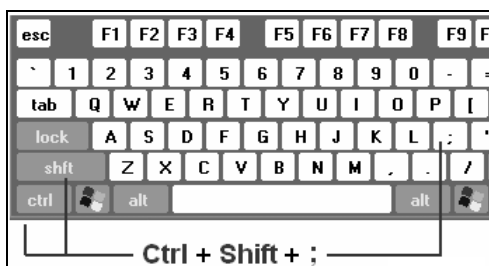 esc F1 F2 F3 F4 F5 F6 F7 F8 F9 F
` 1 2 3 4 5 6 7 8 9 0 - =
tab Q W E R T Y U I O P [
lock A S D F G H J K L ; '
shft Z X C V B N M , . /
ctrl alt alt
Ctrl + Shift + ;